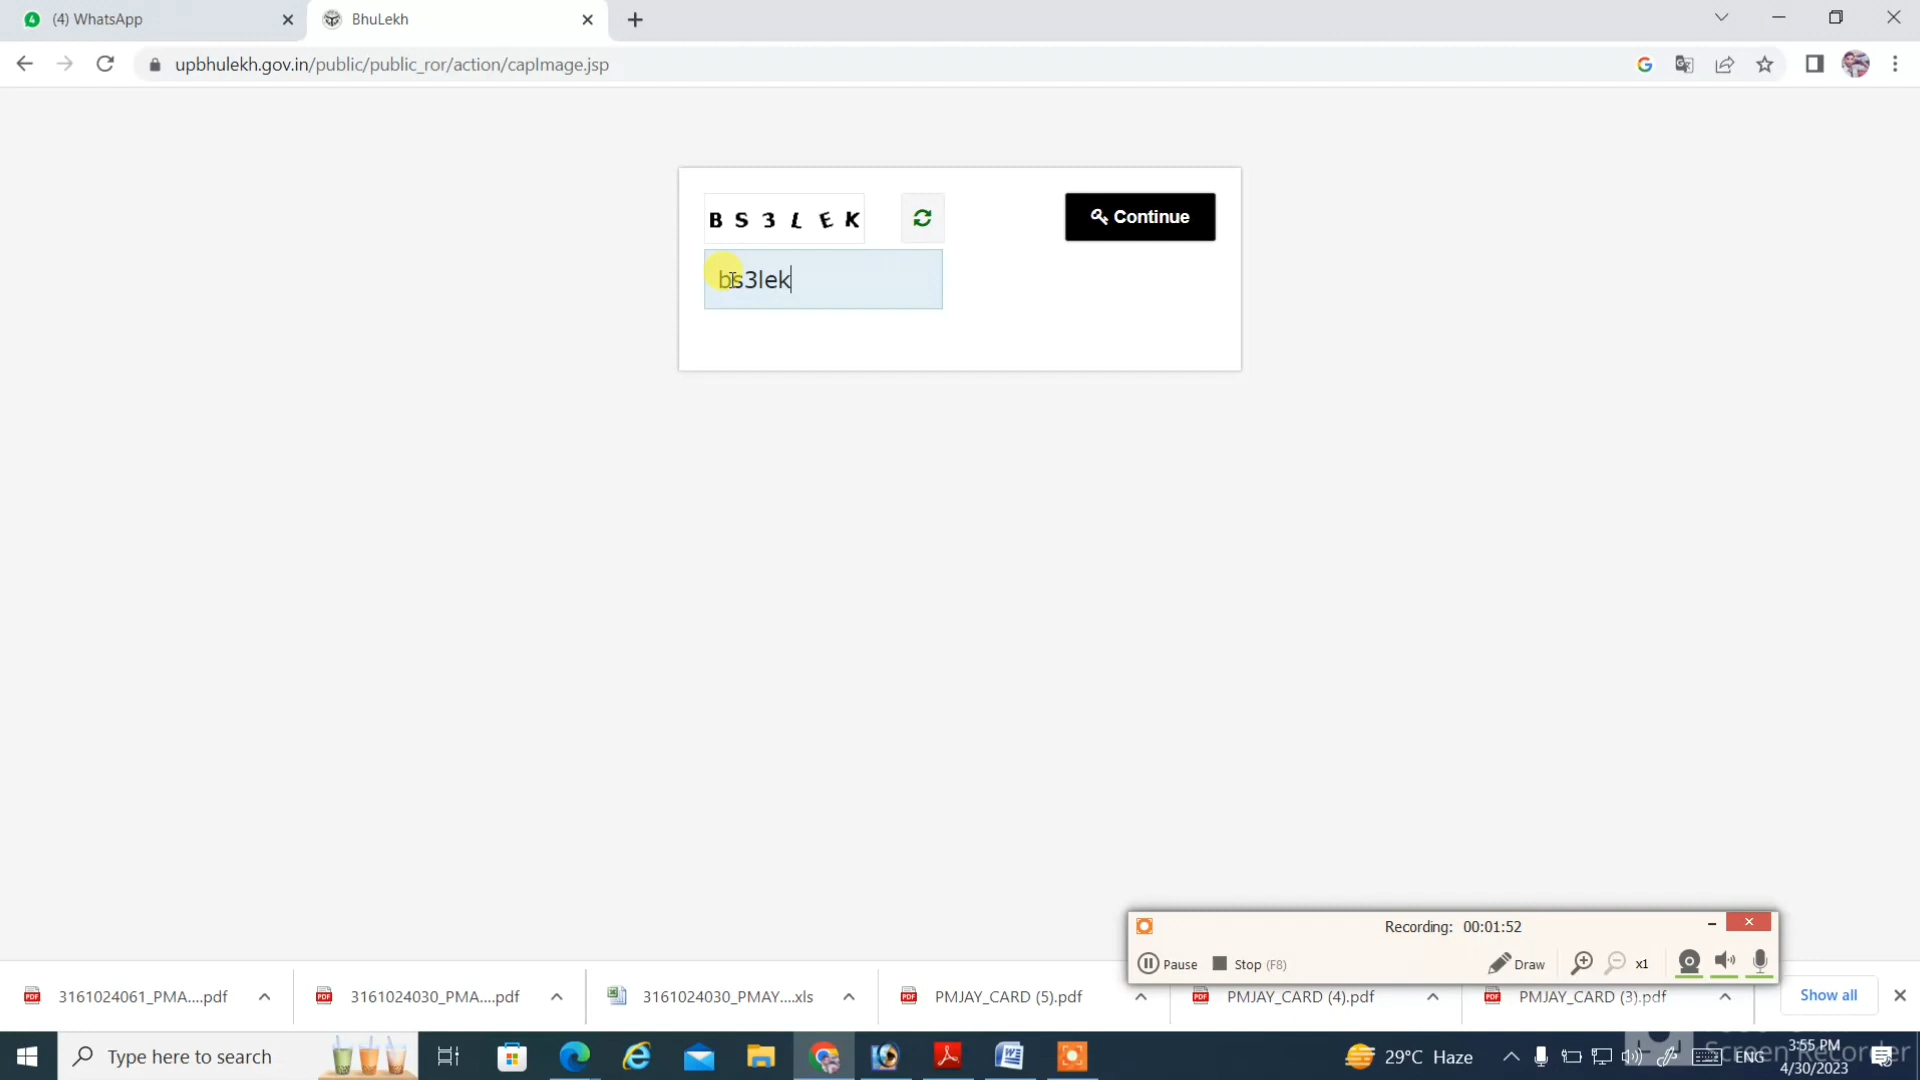 (4) WhatsApp
BhuLekh
upbhulekh.gov.in/public/public_ror/action/capImage.jsp
B S 3 L E K
Continue
bs3lek
Recording: 00:01:52
Pause
Stop (F8)
Draw
x1
3161024061_PMA....pdf
3161024030_PMA....pdf
3161024030_PMAY....xls
PMJAY_CARD (5).pdf
PMJAY_CARD (4).pdf
PMJAY_CARD (3).pdf
Show all
Type here to search
29°C Haze
ENG
3:55 PM
4/30/2023
Screen Recorder